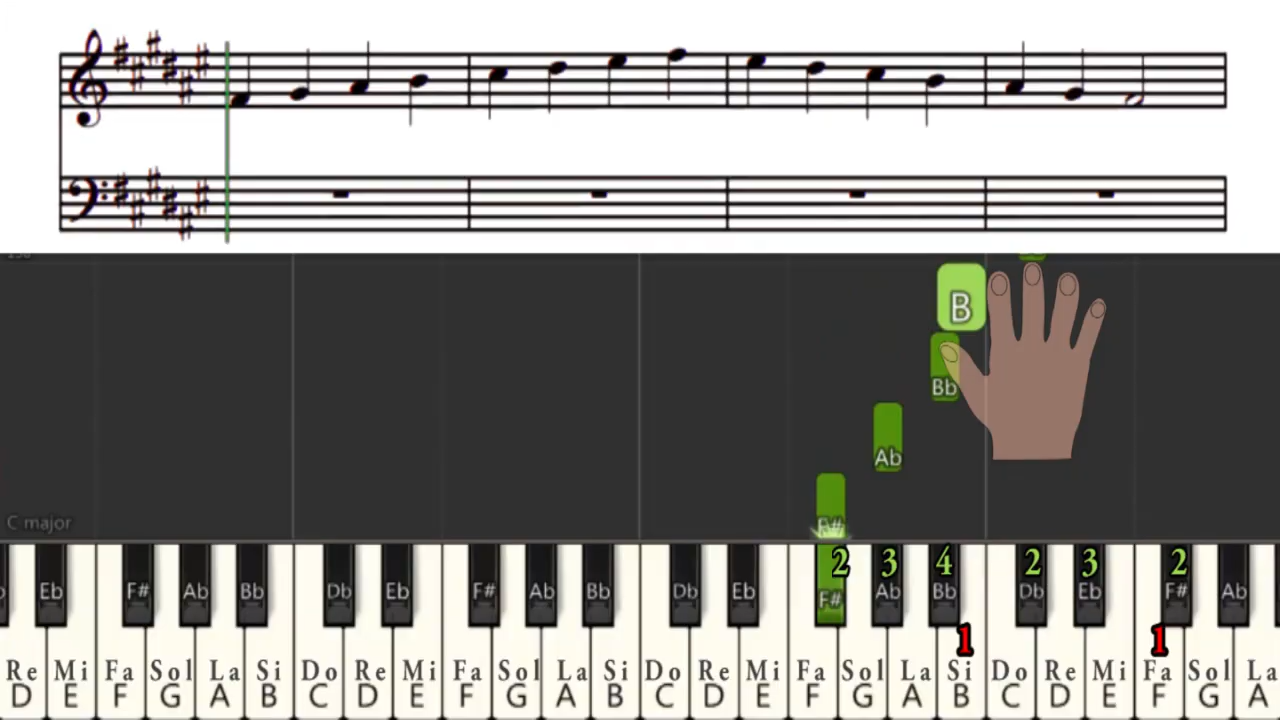 B
Bb
Ab
F#
C major
2 3 4 2 3 2
Eb F# Ab Bb Db Eb F# Ab Bb Db Eb F# Ab Bb Db Eb F# Ab
1 1
Re Mi Fa Sol La Si Do Re Mi Fa Sol La Si Do Re Mi Fa Sol La Si Do Re Mi Fa Sol La
D E F G A B C D E F G A B C D E F G A B C D E F G A